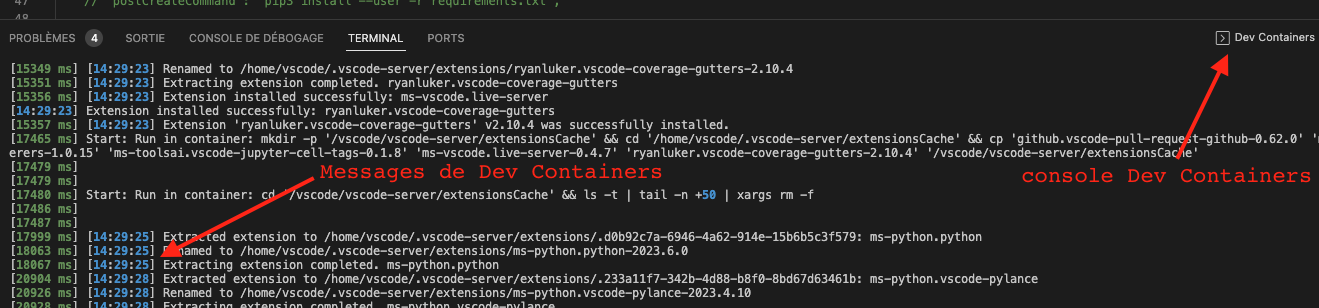 47 // "postCreateCommand": "pip3 install --user -r requirements.txt",
48
PROBLÈMES 4 SORTIE CONSOLE DE DÉBOGAGE TERMINAL PORTS Dev Containers
[15349 ms] [14:29:23] Renamed to /home/vscode/.vscode-server/extensions/ryanluker.vscode-coverage-gutters-2.10.4
[15351 ms] [14:29:23] Extracting extension completed. ryanluker.vscode-coverage-gutters
[15356 ms] [14:29:23] Extension installed successfully: ms-vscode.live-server
[14:29:23] Extension installed successfully: ryanluker.vscode-coverage-gutters
[15357 ms] [14:29:23] Extension 'ryanluker.vscode-coverage-gutters' v2.10.4 was successfully installed.
[17465 ms] Start: Run in container: mkdir -p '/vscode/vscode-server/extensionsCache' && cd '/home/vscode/.vscode-server/extensionsCache' && cp 'github.vscode-pull-request-github-0.62.0' '
erers-1.0.15' 'ms-toolsai.vscode-jupyter-cell-tags-0.1.8' 'ms-vscode.live-server-0.4.7' 'ryanluker.vscode-coverage-gutters-2.10.4' '/vscode/vscode-server/extensionsCache'
[17479 ms]
Messages de Dev Containers
console Dev Containers
[17479 ms]
[17480 ms] Start: Run in container: cd '/vscode/vscode-server/extensionsCache' && ls -t | tail -n +50 | xargs rm -f
[17486 ms]
[17487 ms]
[17999 ms] [14:29:25] Extracted extension to /home/vscode/.vscode-server/extensions/.d0b92c7a-6946-4a62-914e-15b6b5c3f579: ms-python.python
[18063 ms] [14:29:25] Renamed to /home/vscode/.vscode-server/extensions/ms-python.python-2023.6.0
[18067 ms] [14:29:25] Extracting extension completed. ms-python.python
[20904 ms] [14:29:28] Extracted extension to /home/vscode/.vscode-server/extensions/.233a11f7-342b-4d88-b8f0-8bd67d63461b: ms-python.vscode-pylance
[20926 ms] [14:29:28] Renamed to /home/vscode/.vscode-server/extensions/ms-python.vscode-pylance-2023.4.10
[20928 ms] [14:29:28] Extracting extension completed. ms-python.vscode-pylance